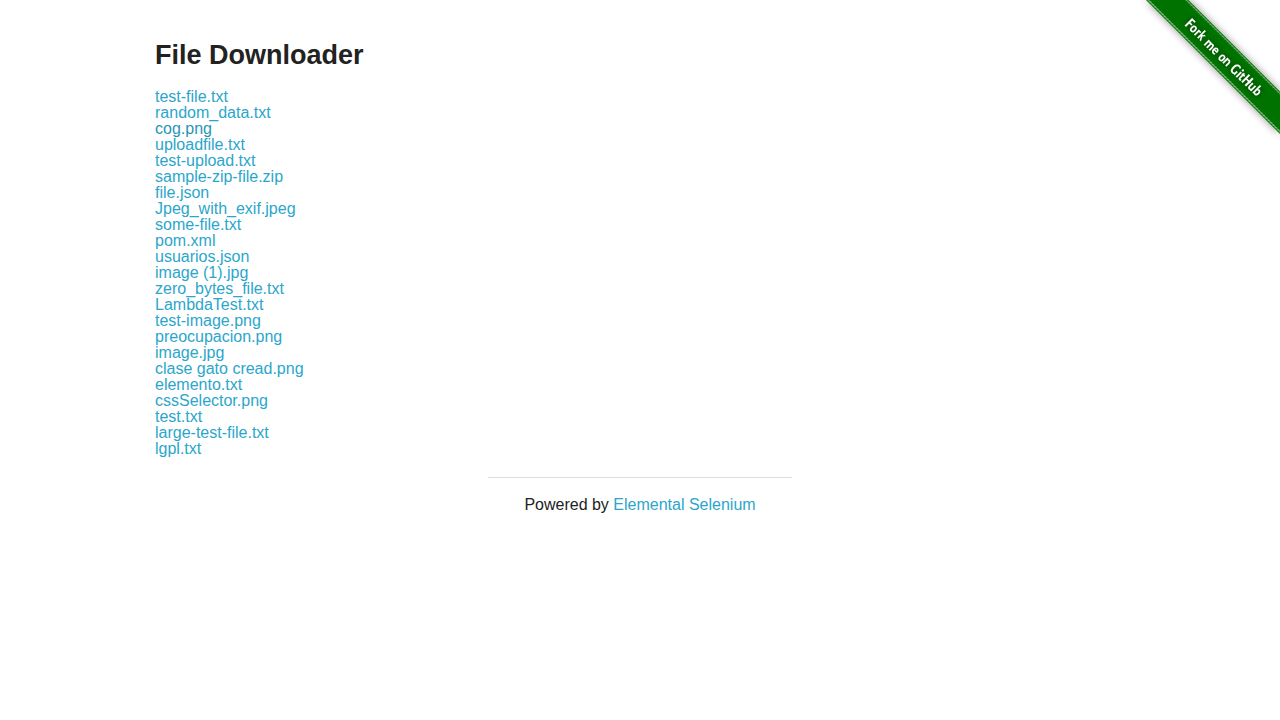 File Downloader
Fork me on GitHub
test-file.txt
random_data.txt
cog.png
uploadfile.txt
test-upload.txt
sample-zip-file.zip
file.json
Jpeg_with_exif.jpeg
some-file.txt
pom.xml
usuarios.json
image (1).jpg
zero_bytes_file.txt
LambdaTest.txt
test-image.png
preocupacion.png
image.jpg
clase gato cread.png
elemento.txt
cssSelector.png
test.txt
large-test-file.txt
lgpl.txt
Powered by Elemental Selenium